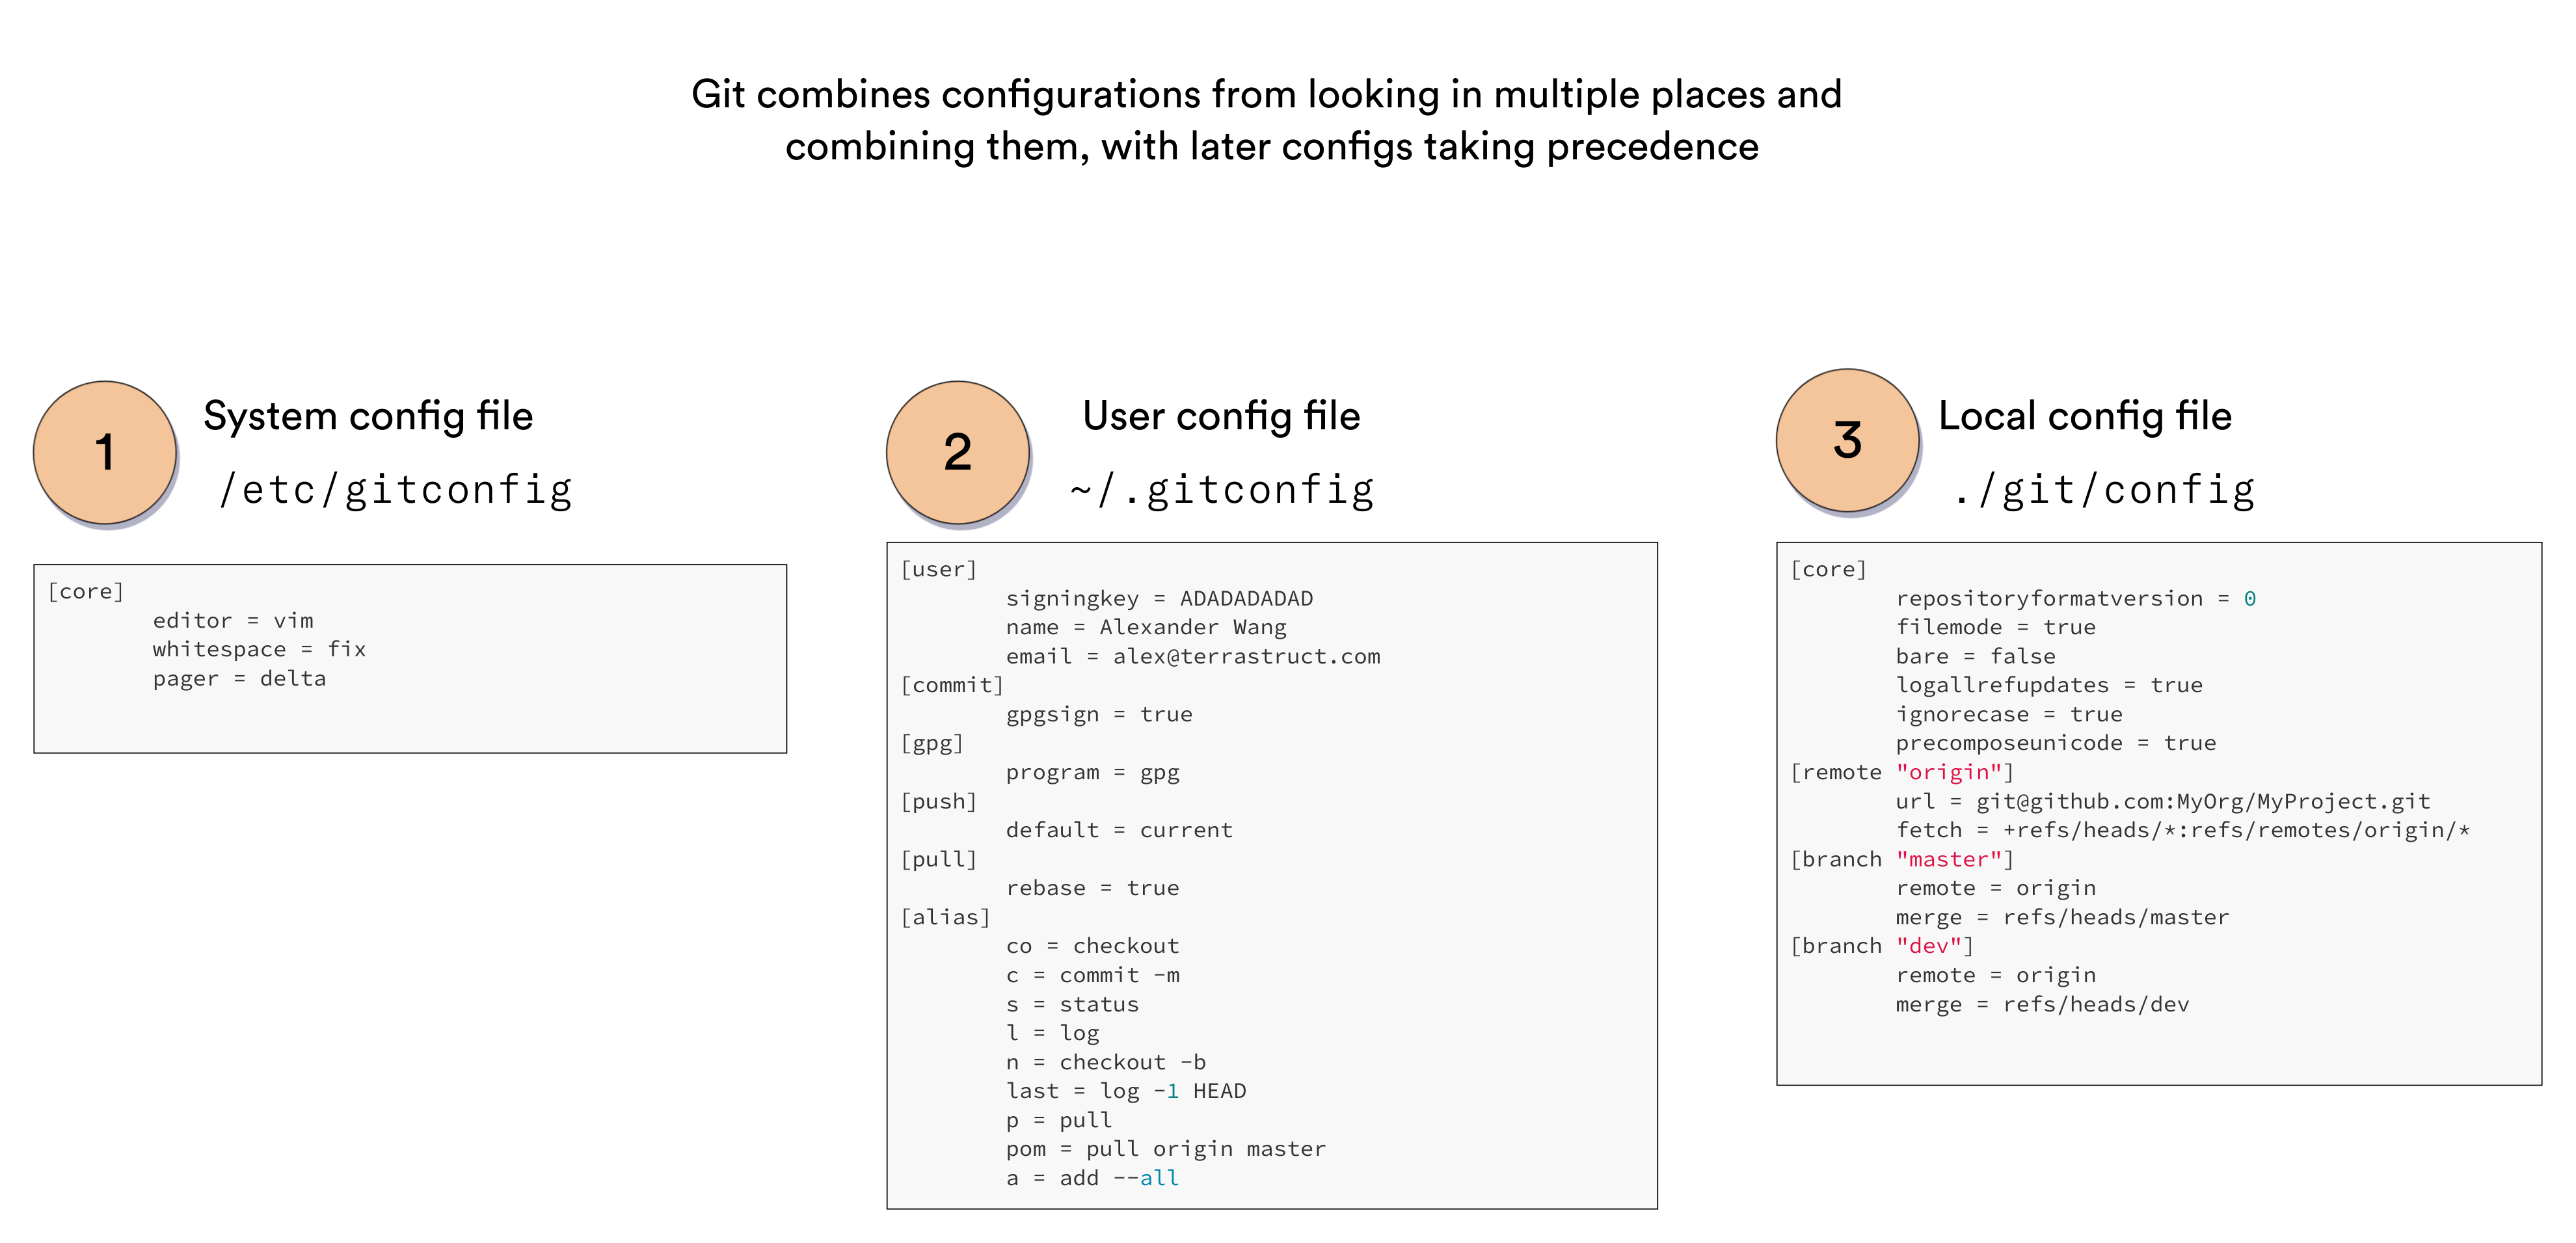 Git combines configurations from looking in multiple places and
combining them, with later configs taking precedence
1
System config file
/etc/gitconfig
[core]
editor = vim
whitespace = fix
pager = delta
2
User config file
~/.gitconfig
[user]
signingkey = ADADADADAD
name = Alexander Wang
email = alex@terrastruct.com
[commit]
gpgsign = true
[gpg]
program = gpg
[push]
default = current
[pull]
rebase = true
[alias]
co = checkout
c = commit -m
s = status
l = log
n = checkout -b
last = log -1 HEAD
p = pull
pom = pull origin master
a = add --all
3
Local config file
./git/config
[core]
repositoryformatversion = 0
filemode = true
bare = false
logallrefupdates = true
ignorecase = true
precomposeunicode = true
[remote "origin"]
url = git@github.com:MyOrg/MyProject.git
fetch = +refs/heads/*:refs/remotes/origin/*
[branch "master"]
remote = origin
merge = refs/heads/master
[branch "dev"]
remote = origin
merge = refs/heads/dev